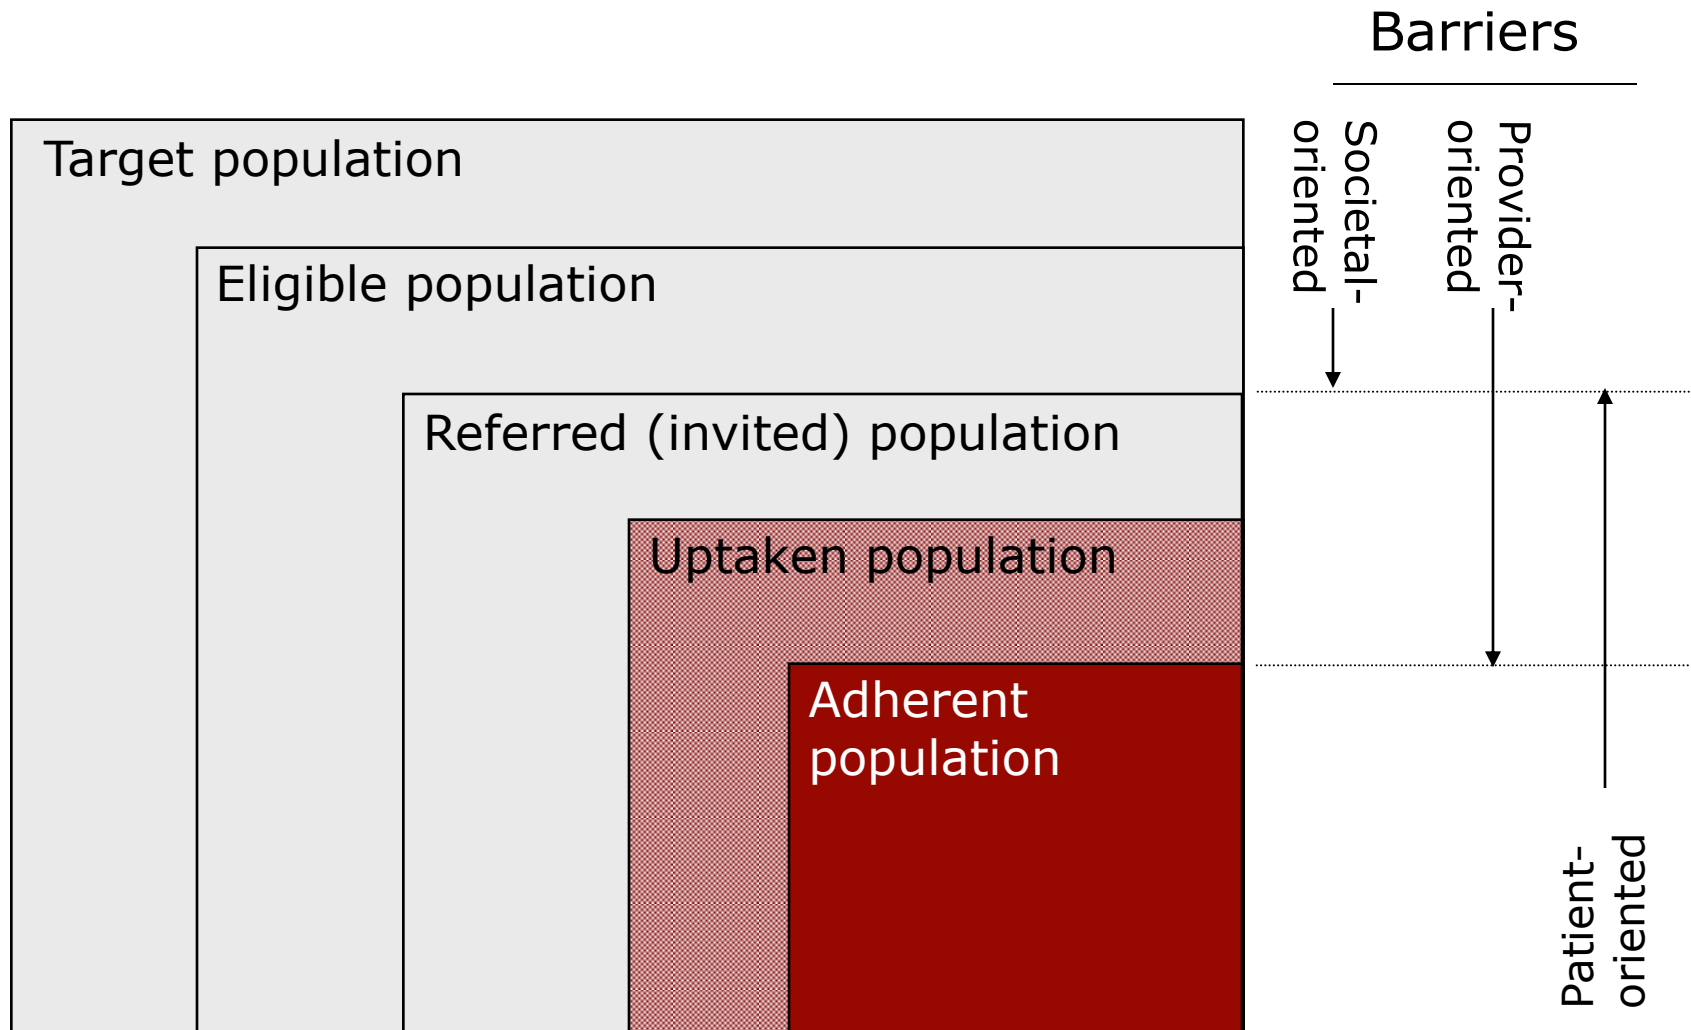 Barriers
Target population
Societal-
oriented
Provider-
oriented
Eligible population
Referred (invited) population
Uptaken population
Adherent
population
Patient-
oriented